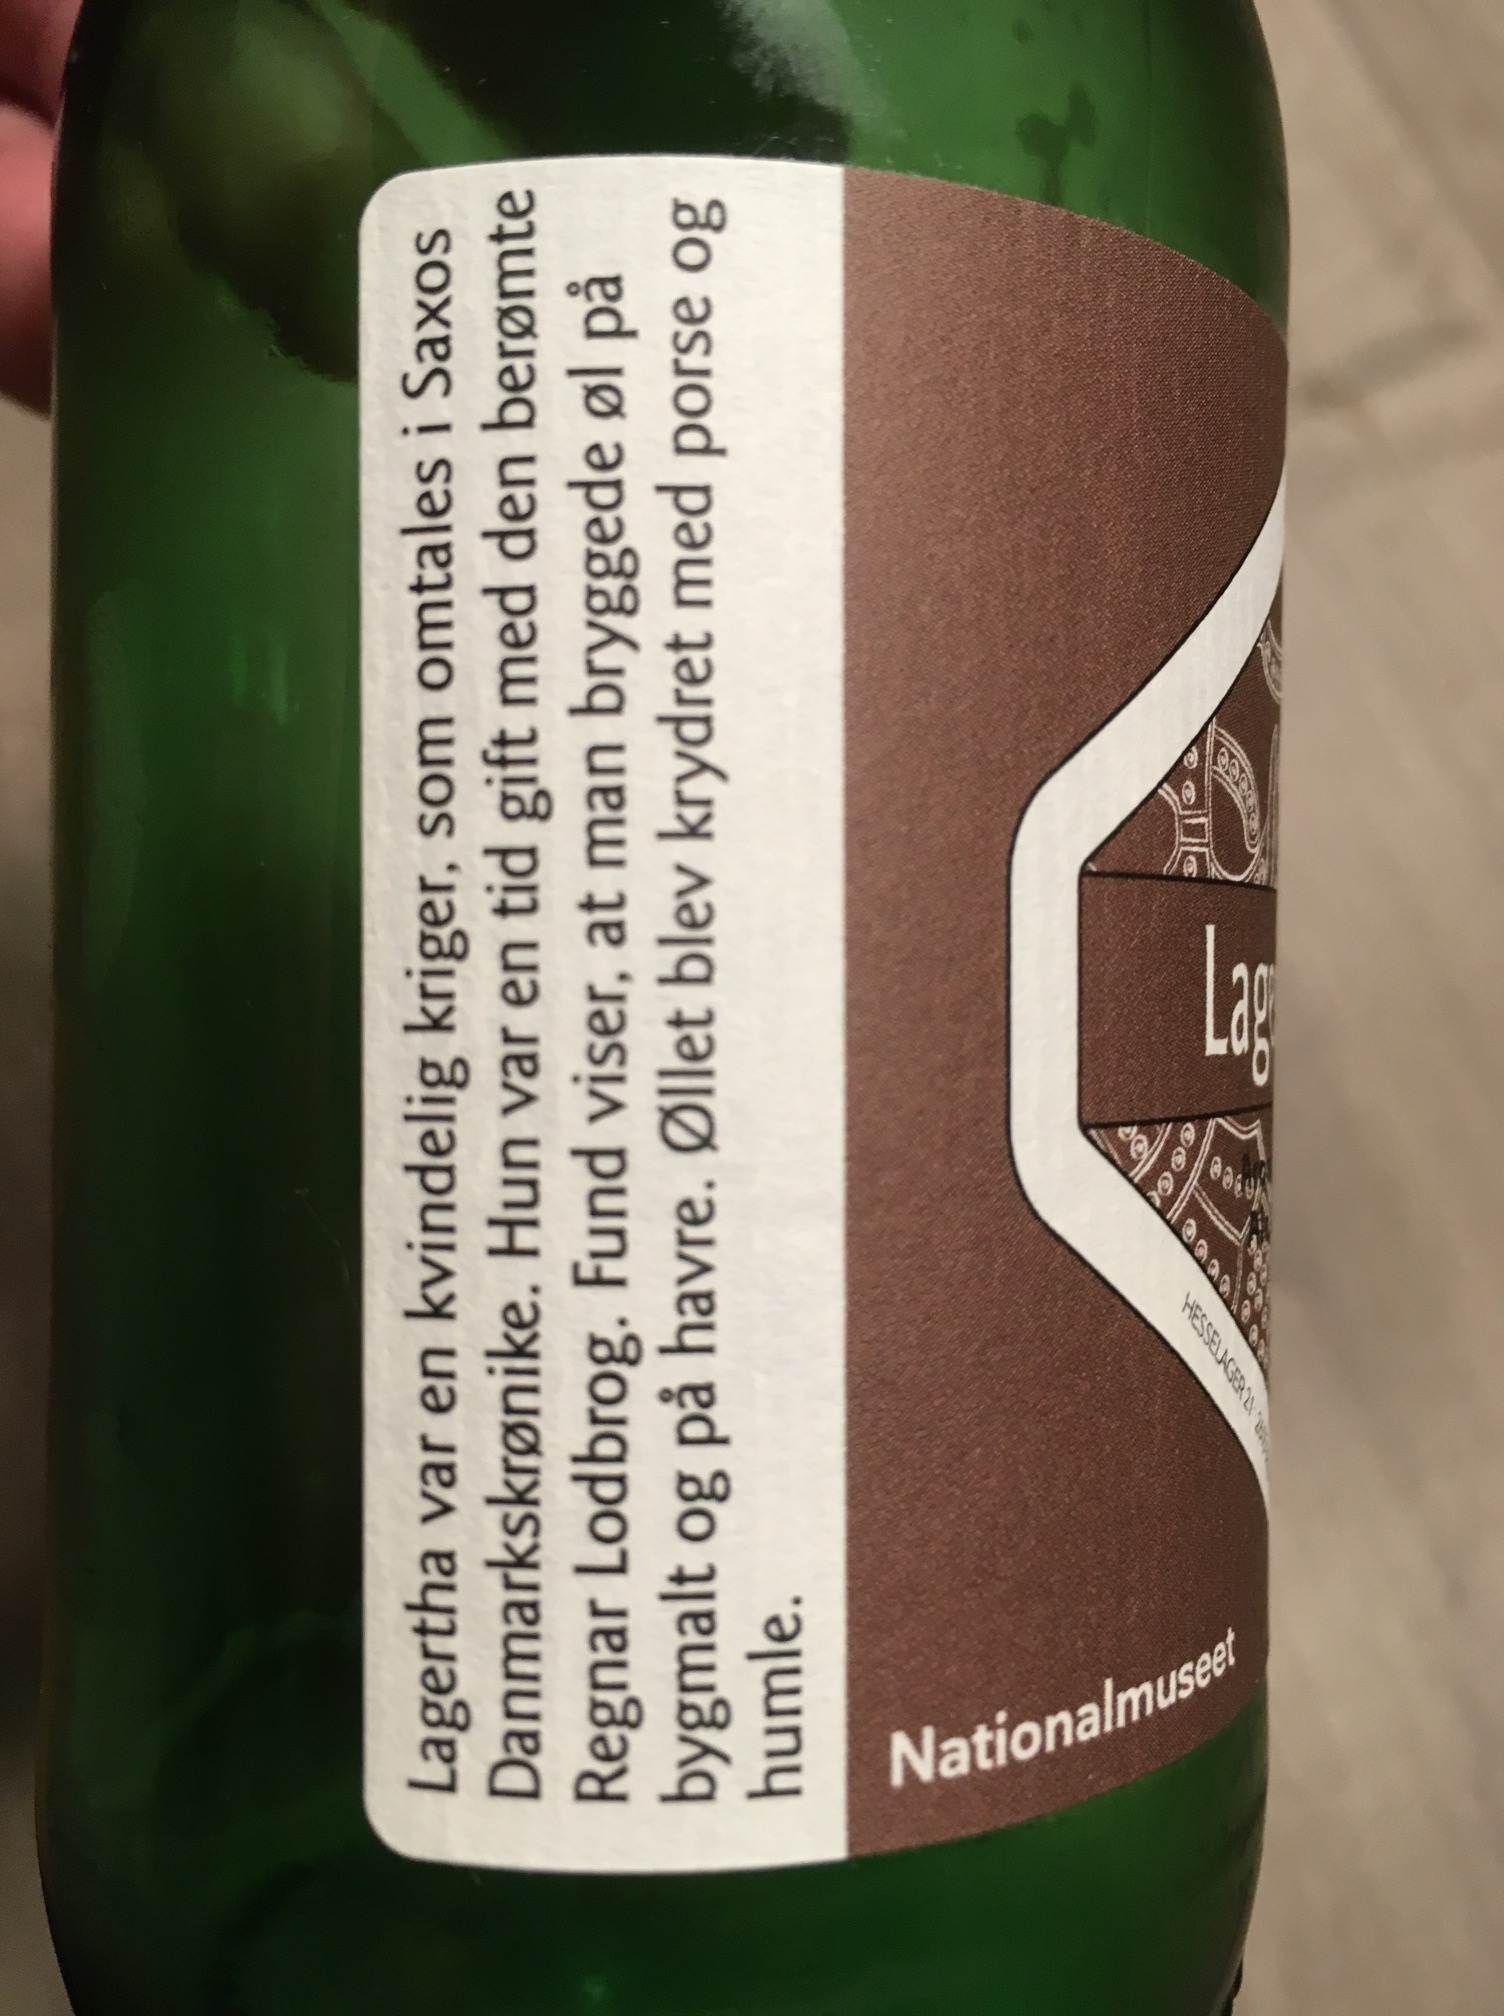 Lagertha var en kvindelig kriger, som omtales i Saxos
Danmarkskrønike. Hun var en tid gift med den berømte
Regnar Lodbrog. Fund viser, at man bryggede øl på
bygmalt og på havre. Øllet blev krydret med porse og
humle.
Nationalmuseet
HESSELAGER 21